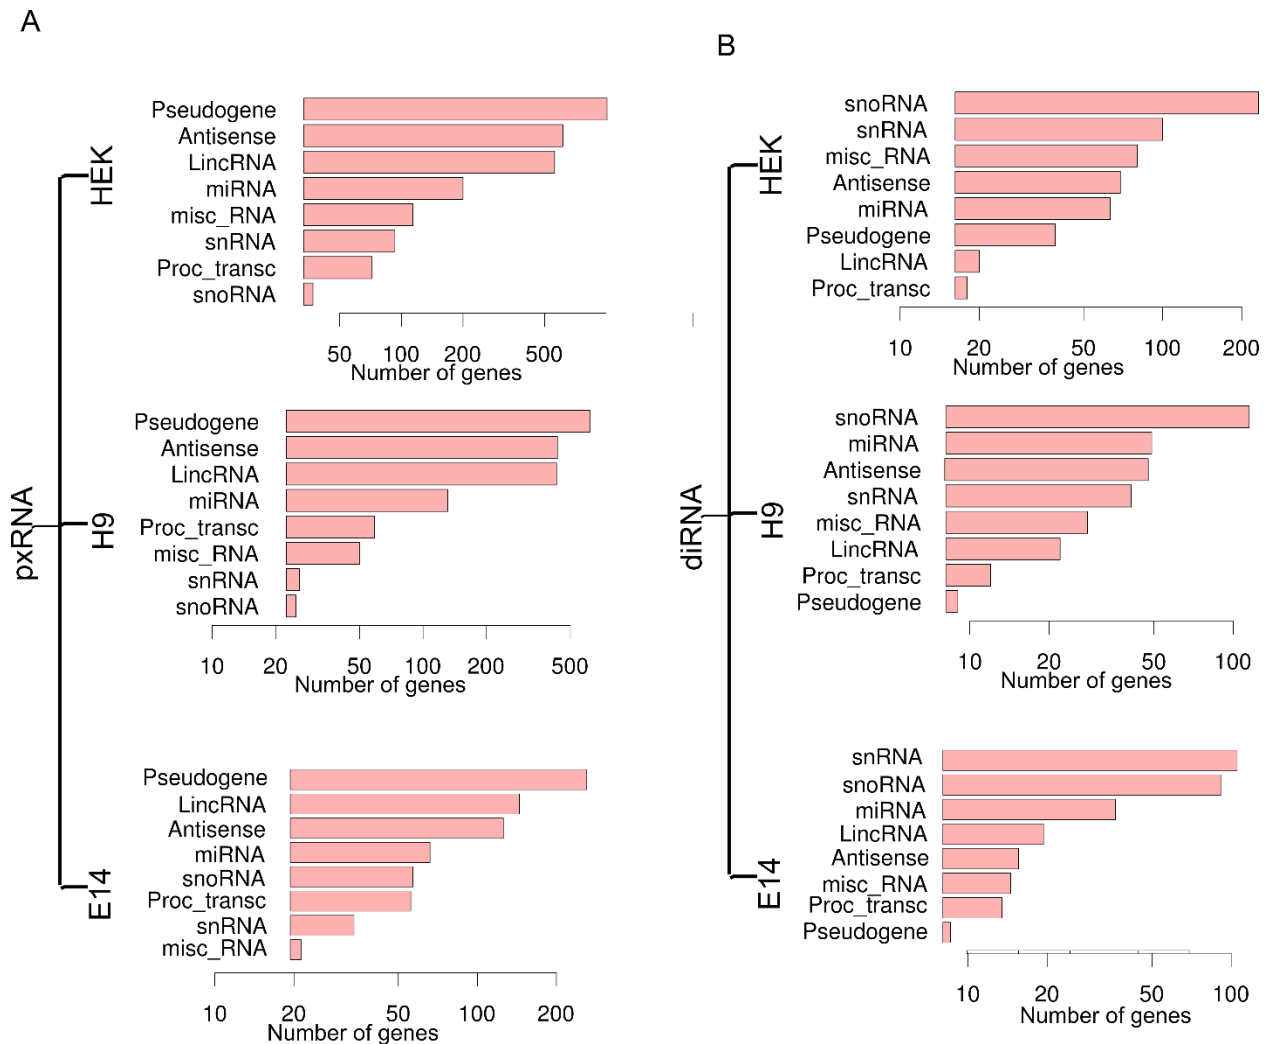 A
pxRNA
HEK
Pseudogene
Antisense
LincRNA
miRNA
misc_RNA
snRNA
Proc_transc
snoRNA
50 100 200 500
Number of genes
H9
Pseudogene
Antisense
LincRNA
miRNA
Proc_transc
misc_RNA
snRNA
snoRNA
10 20 50 100 200 500
Number of genes
E14
Pseudogene
LincRNA
Antisense
miRNA
snoRNA
Proc_transc
snRNA
misc_RNA
10 20 50 100 200
Number of genes
B
diRNA
HEK
snoRNA
snRNA
misc_RNA
Antisense
miRNA
Pseudogene
LincRNA
Proc_transc
10 20 50 100 200
Number of genes
H9
snoRNA
miRNA
Antisense
snRNA
misc_RNA
LincRNA
Proc_transc
Pseudogene
10 20 50 100
Number of genes
E14
snRNA
snoRNA
miRNA
LincRNA
Antisense
misc_RNA
Proc_transc
Pseudogene
10 20 50 100
Number of genes